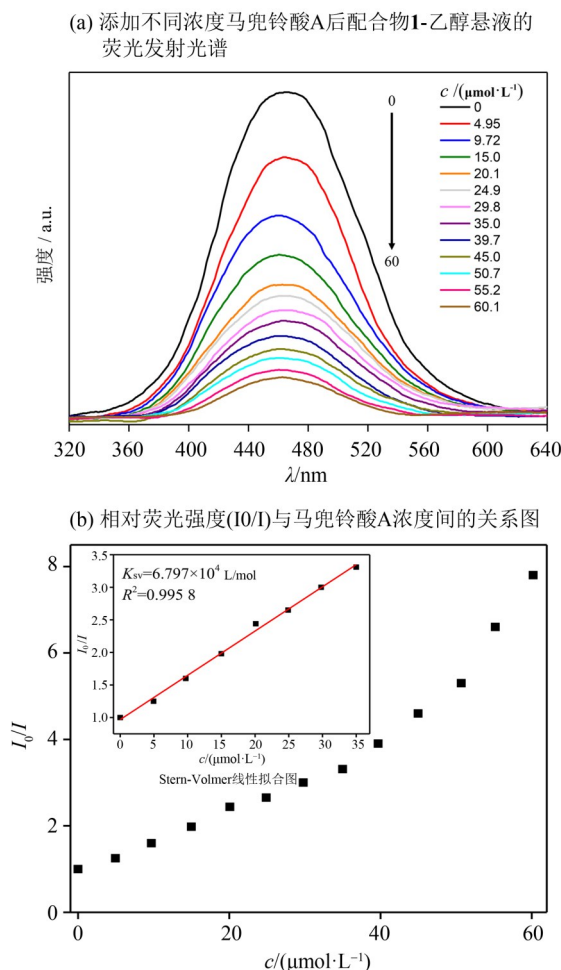 (a) 添加不同浓度马兜铃酸A后配合物1-乙醇悬液的
荧光发射光谱
c /(μmol·L⁻¹)
0
4.95
9.72
15.0
20.1
24.9
29.8
35.0
39.7
45.0
50.7
55.2
60.1
0
60
强度 / a.u.
320 360 400 440 480 520 560 600 640
λ/nm
(b) 相对荧光强度(I0/I)与马兜铃酸A浓度间的关系图
8
6
4
2
0
I₀/I
3.5
3.0
2.5
2.0
1.5
1.0
I₀/I
Ksv=6.797×10⁴ L/mol
R²=0.995 8
0 5 10 15 20 25 30 35
c/(μmol·L⁻¹)
Stern-Volmer线性拟合图
0 20 40 60
c/(μmol·L⁻¹)